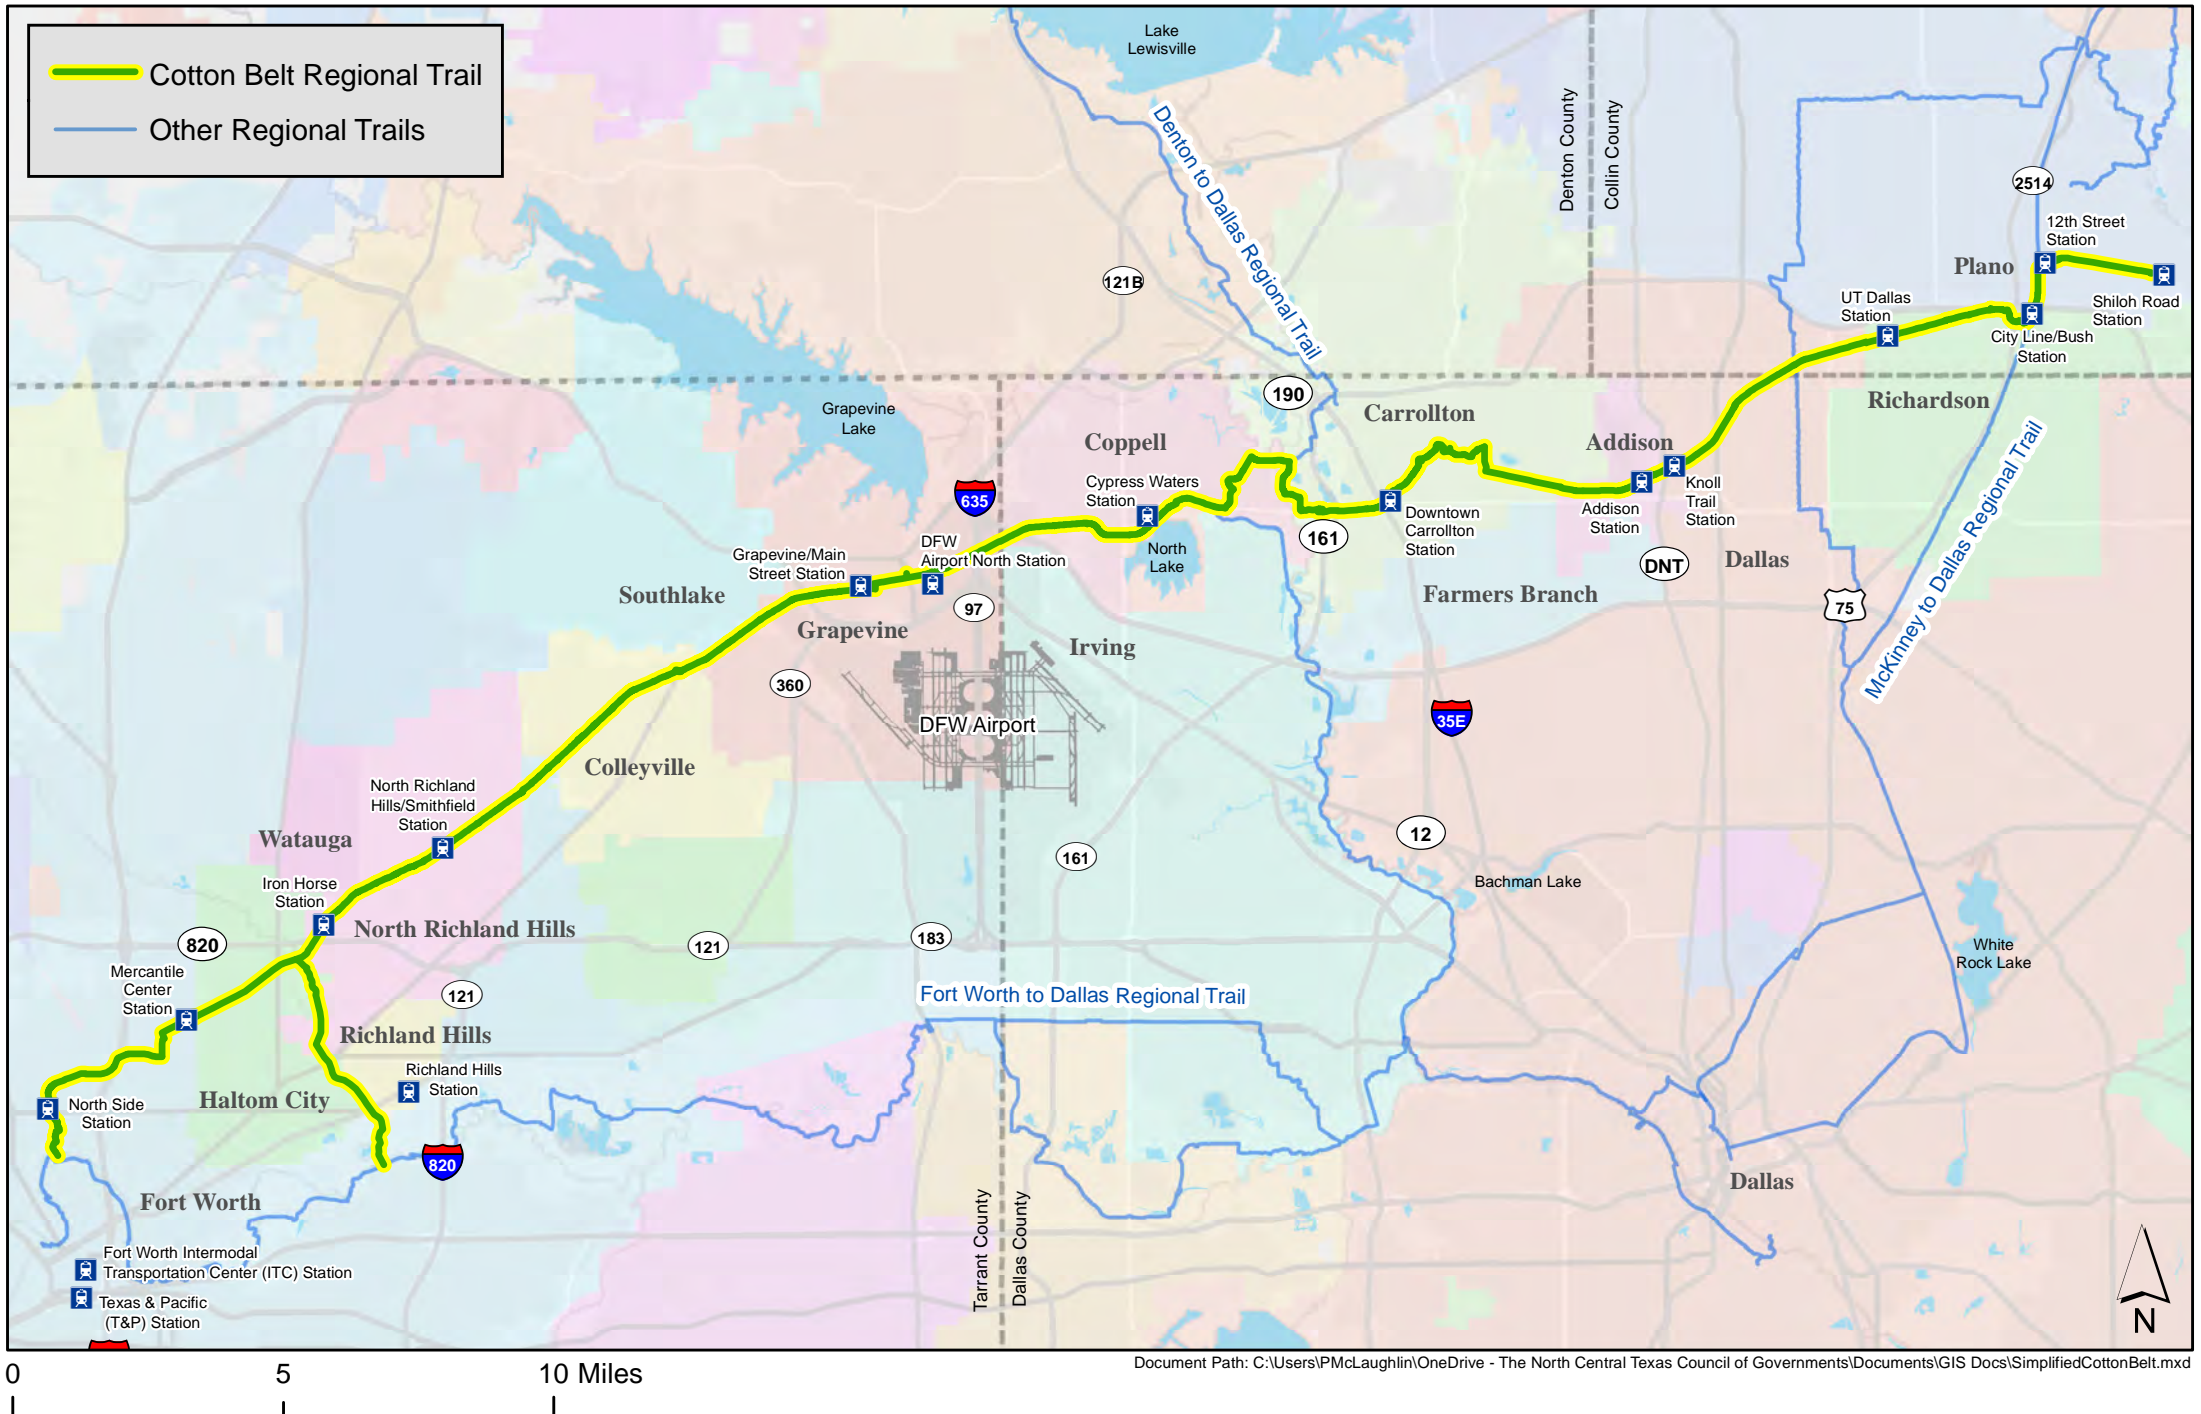 Cotton Belt Regional Trail
Other Regional Trails
Lake
Lewisville
Denton to Dallas Regional Trail
Denton County
Collin County
2514
12th Street
Station
Plano
121B
UT Dallas
Station
Shiloh Road
Station
City Line/Bush
Station
190
Carrollton
Richardson
Grapevine
Lake
Coppell
Addison
Cypress Waters
Station
635
Knoll
Trail
Station
Addison
Station
Downtown
Carrollton
Station
161
DFW
Airport North Station
North
Lake
Grapevine/Main
Street Station
DNT
Dallas
McKinney to Dallas Regional Trail
Southlake
97
Farmers Branch
75
Grapevine
Irving
360
DFW Airport
35E
Colleyville
North Richland
Hills/Smithfield
Station
Watauga
12
161
Iron Horse
Station
Bachman Lake
North Richland Hills
820
121
183
White
Rock Lake
Mercantile
Center
Station
121
Fort Worth to Dallas Regional Trail
Richland Hills
Richland Hills
Station
Haltom City
North Side
Station
820
Dallas
Fort Worth
Tarrant County
Dallas County
Fort Worth Intermodal
Transportation Center (ITC) Station
Texas & Pacific
(T&P) Station
N
Document Path: C:\Users\PMcLaughlin\OneDrive - The North Central Texas Council of Governments\Documents\GIS Docs\SimplifiedCottonBelt.mxd
0 5 10 Miles